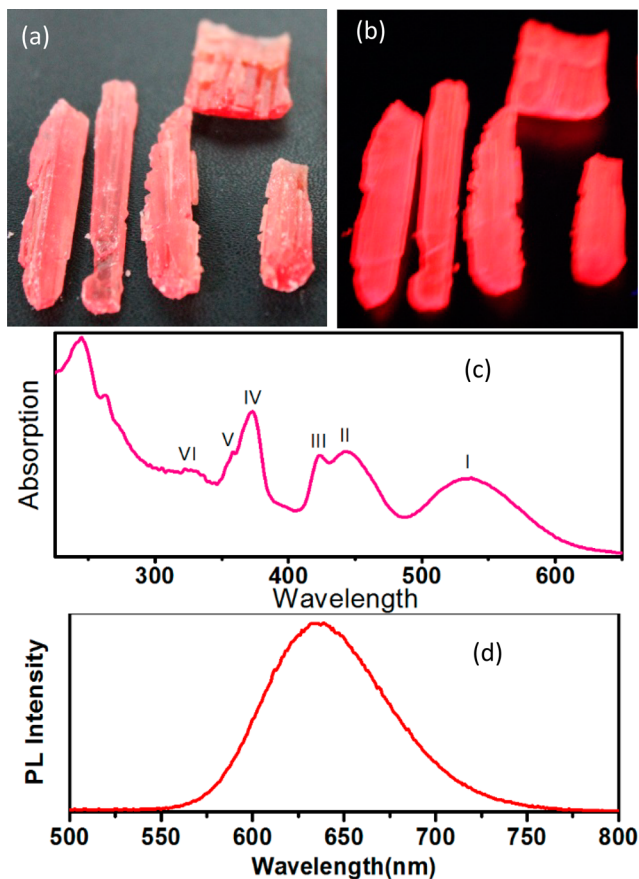 (a)
(b)
(c)
IV
VI
V
III
II
I
Absorption
300
400
500
600
Wavelength
(d)
PL Intensity
500
550
600
650
700
750
800
Wavelength(nm)